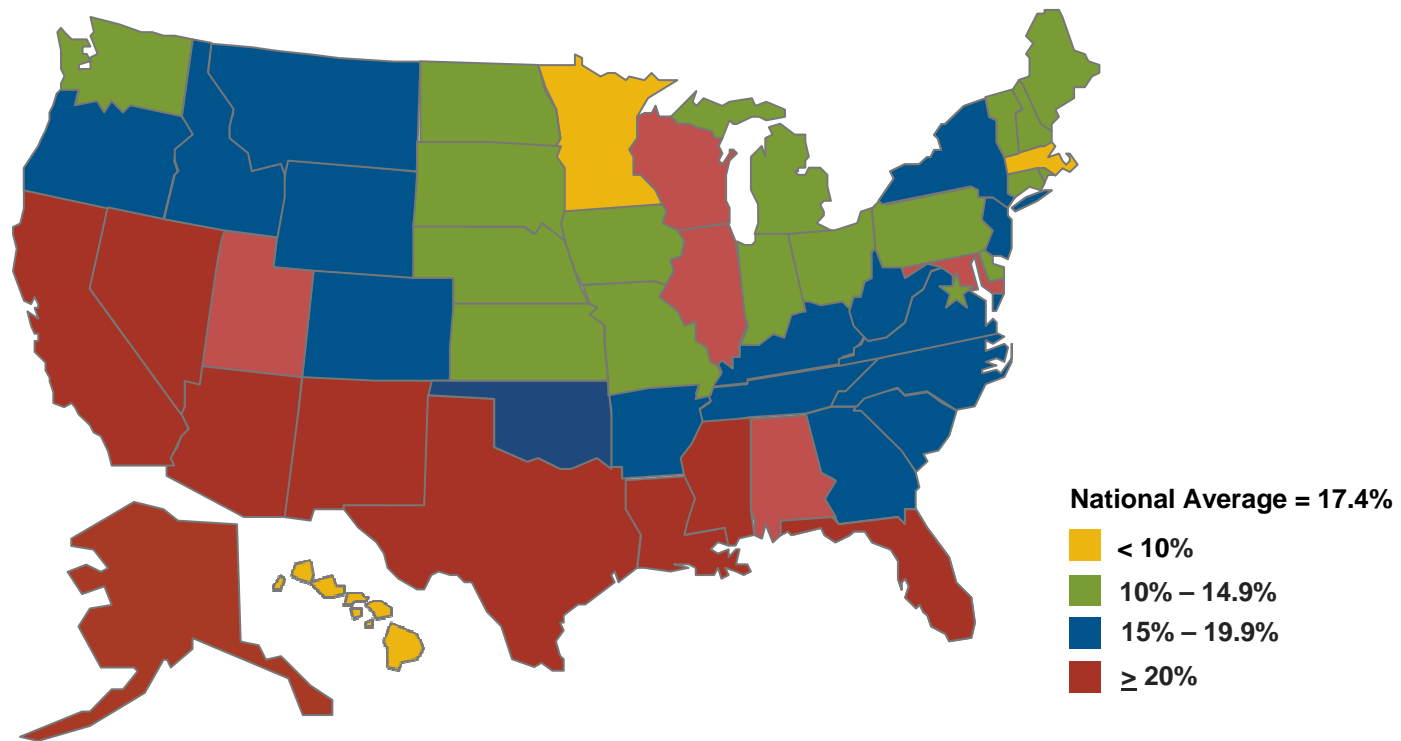 National Average = 17.4%
< 10%
10% – 14.9%
15% – 19.9%
> 20%